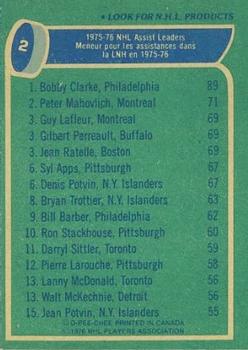 • LOOK FOR N.H.L. PRODUCTS
2
1975-76 NHL Assist Leaders
Meneur pour les assistances dans
la LNH en 1975-76
1. Bobby Clarke, Philadelphia 89
2. Peter Mahovlich, Montreal 71
3. Guy Lafleur, Montreal 69
3. Gilbert Perreault, Buffalo 69
3. Jean Ratelle, Boston 69
6. Syl Apps, Pittsburgh 67
6. Denis Potvin, N.Y. Islanders 67
8. Bryan Trottier, N.Y. Islanders 63
9. Bill Barber, Philadelphia 62
10. Ron Stackhouse, Pittsburgh 60
11. Darryl Sittler, Toronto 59
12. Pierre Larouche, Pittsburgh 58
13. Lanny McDonald, Toronto 56
13. Walt McKechnie, Detroit 56
15. Jean Potvin, N.Y. Islanders 55
© O-PEE-CHEE PRINTED IN CANADA
© 1976 NHL PLAYERS ASSOCIATION